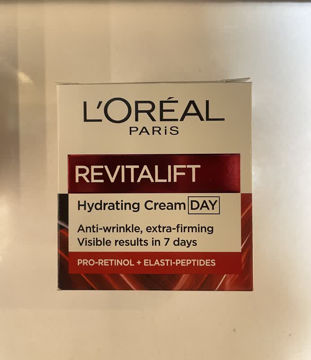 L'ORÉAL
PARIS
REVITALIFT
Hydrating Cream DAY
Anti-wrinkle, extra-firming
Visible results in 7 days
PRO-RETINOL + ELASTI-PEPTIDES